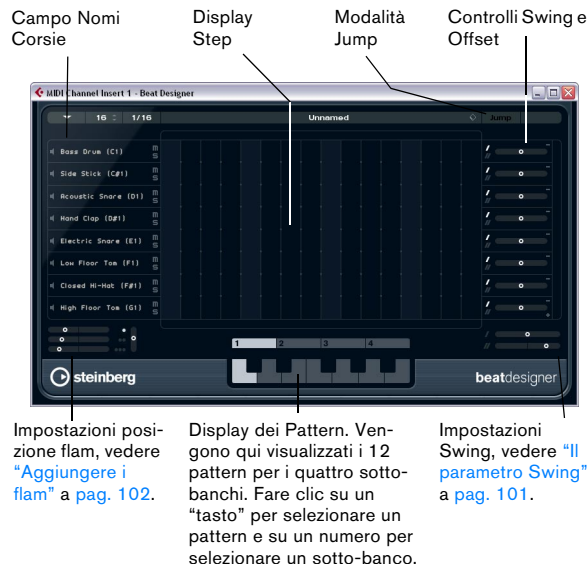 Campo Nomi
Corsie
Display
Step
Modalità
Jump
Controlli Swing e
Offset
MIDI Channel Insert 1 - Beat Designer
16 1/16 Unnamed Jump
Bass Drum (C1) m s
Side Stick (C#1) m s
Acoustic Snare (D1) m s
Hand Clap (D#1) m s
Electric Snare (E1) m s
Low Floor Tom (F1) m s
Closed Hi-Hat (F#1) m s
High Floor Tom (G1) m s
1 2 3 4
steinberg
beatdesigner
Impostazioni posi-
zione flam, vedere
“Aggiungere i
flam” a pag. 102.
Display dei Pattern. Ven-
gono qui visualizzati i 12
pattern per i quattro sotto-
banchi. Fare clic su un
“tasto” per selezionare un
pattern e su un numero per
selezionare un sotto-banco.
Impostazioni
Swing, vedere “Il
parametro Swing”
a pag. 101.